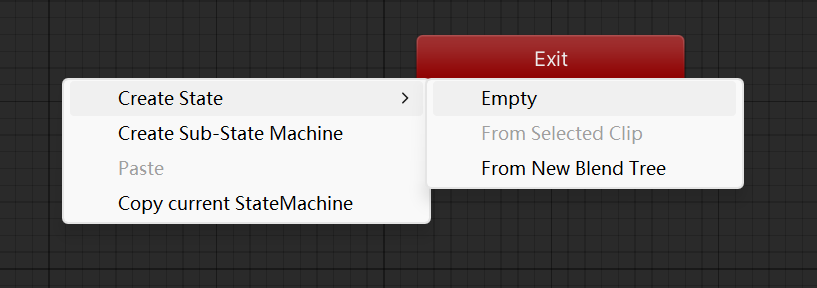 Exit
Create State
Create Sub-State Machine
Paste
Copy current StateMachine
Empty
From Selected Clip
From New Blend Tree